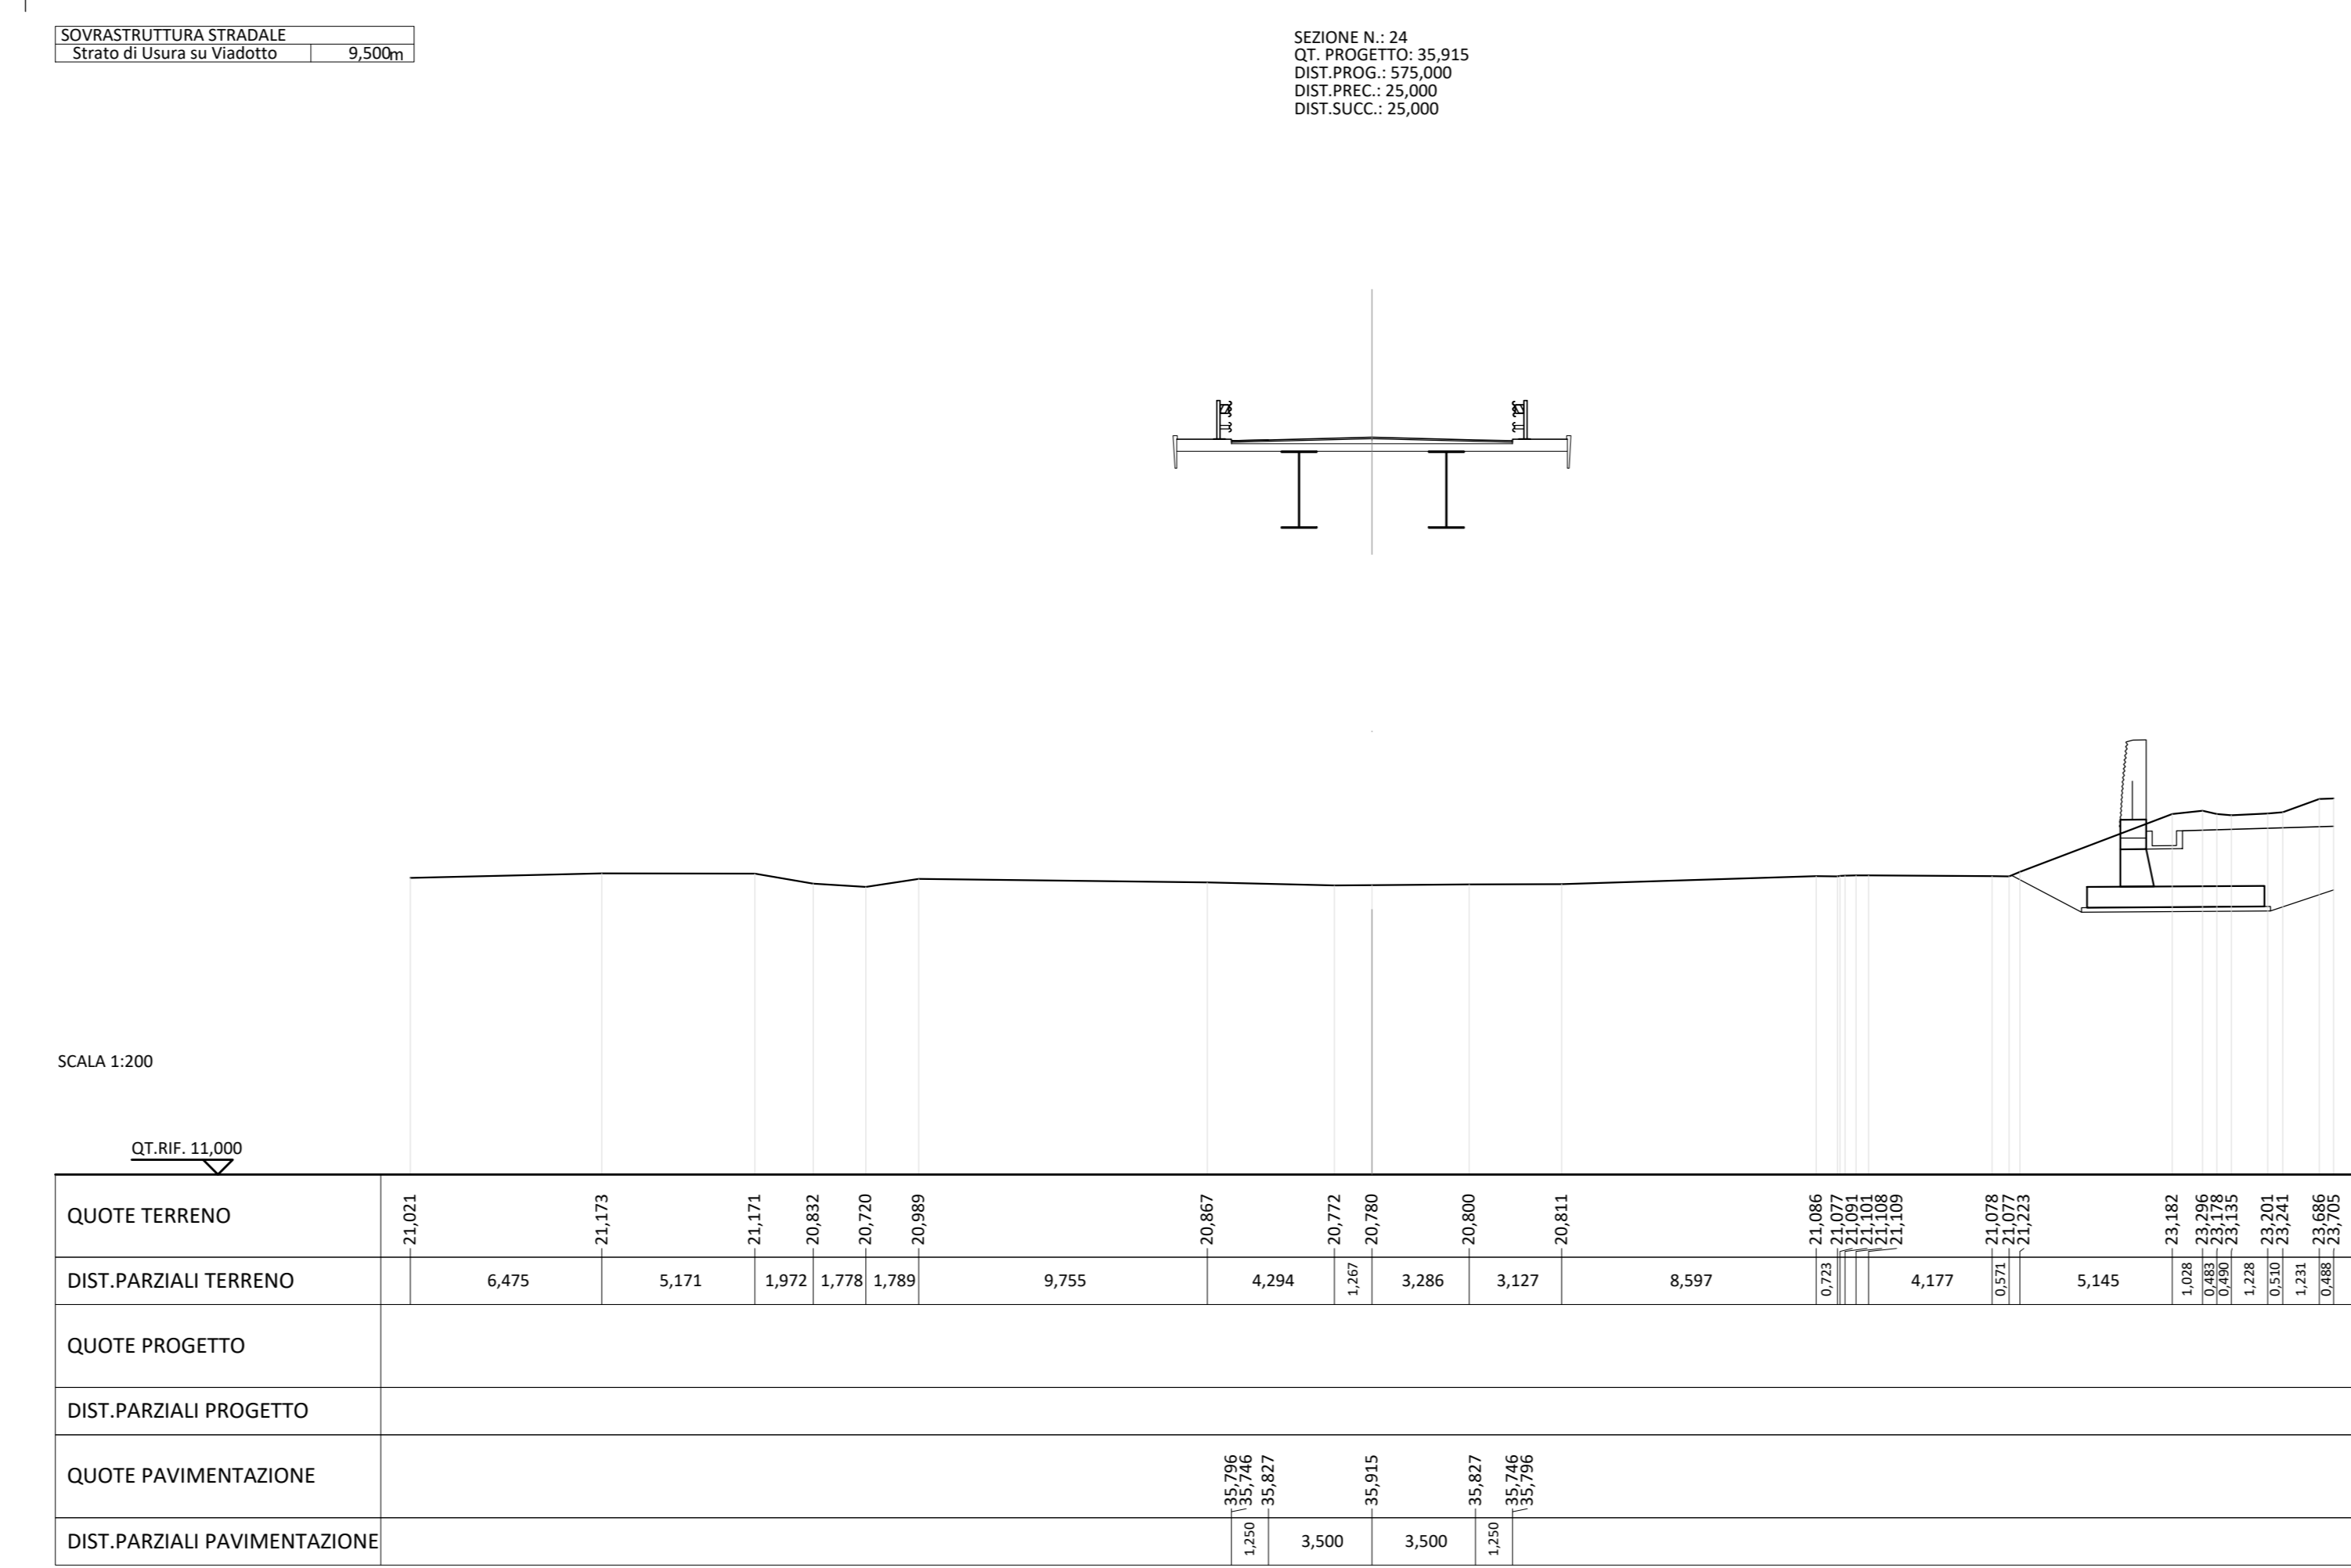 SOVRASTRUTTURA STRADALE
Strato di Usura su Viadotto 9,500m
SEZIONE N.: 24
QT. PROGETTO: 35,915
DIST.PROG.: 575,000
DIST.PREC.: 25,000
DIST.SUCC.: 25,000
SCALA 1:200
QT.RIF. 11,000
QUOTE TERRENO 21,021 21,173 21,171 20,832 20,720 20,989 20,867 20,772 20,780 20,800 20,811 21,086 21,077 21,091 21,101 21,108 21,109 21,078 21,077 21,223 23,182 23,296 23,178 23,135 23,201 23,241 23,686 23,705
DIST.PARZIALI TERRENO 6,475 5,171 1,972 1,778 1,789 9,755 4,294 1,267 3,286 3,127 8,597 0,723 4,177 0,571 5,145 1,028 0,483 0,490 1,228 0,510 1,231 0,488
QUOTE PROGETTO
DIST.PARZIALI PROGETTO
QUOTE PAVIMENTAZIONE 35,796 35,746 35,827 35,915 35,827 35,746 35,796
DIST.PARZIALI PAVIMENTAZIONE 1,250 3,500 3,500 1,250